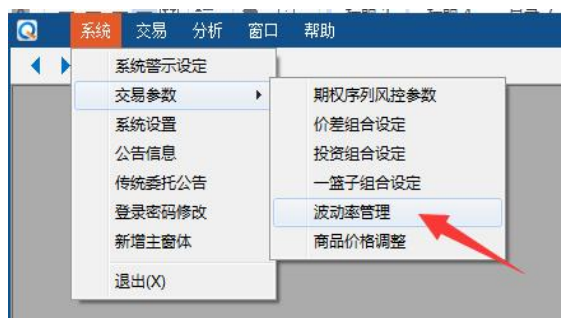 系统 交易 分析 窗口 帮助
系统警示设定
交易参数
系统设置
公告信息
传统委托公告
登录密码修改
新增主窗体
退出(X)
期权序列风控参数
价差组合设定
投资组合设定
一篮子组合设定
波动率管理
商品价格调整